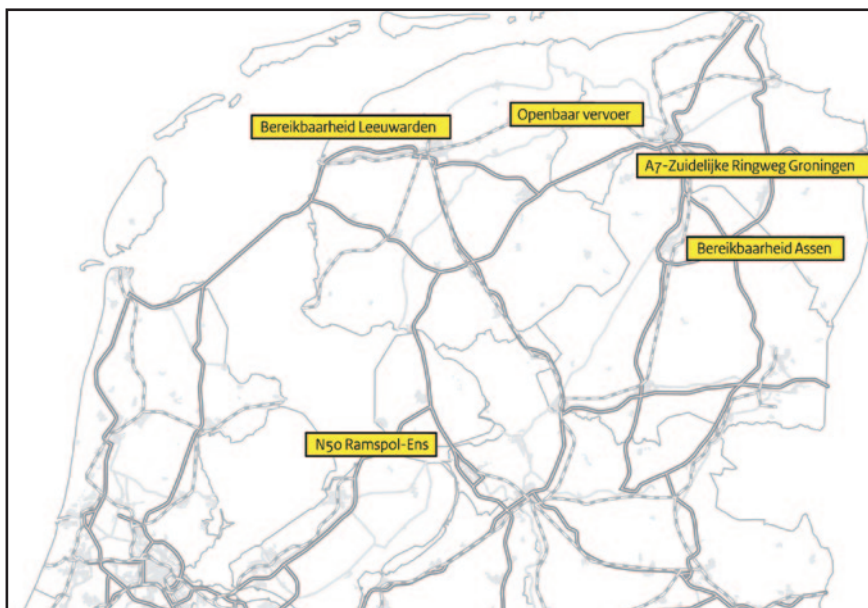 Openbaar vervoer
Bereikbaarheid Leeuwarden
A7-Zuidelijke Ringweg Groningen
Bereikbaarheid Assen
N50 Ramspol-Ens